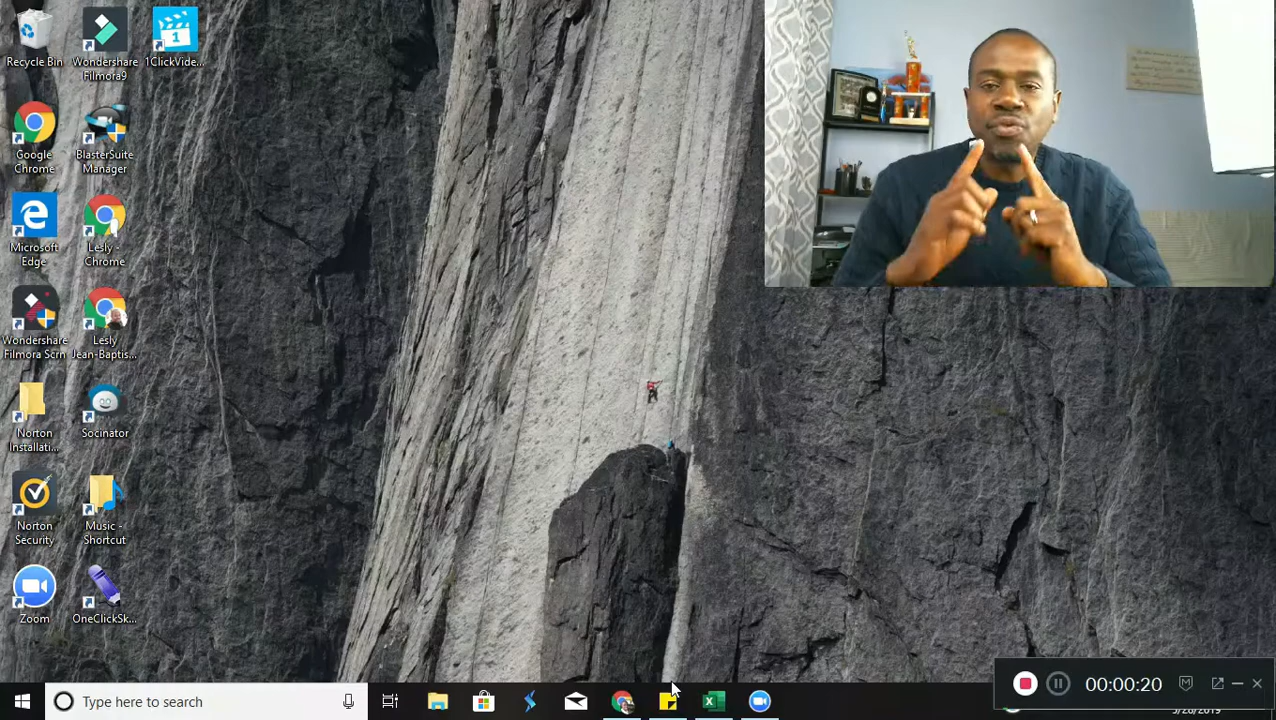 Recycle Bin
Wondershare
Filmora9
1ClickVide...
Google
Chrome
BlasterSuite
Manager
Microsoft
Edge
Lesly -
Chrome
Wondershare
Filmora Scrn
Lesly
Jean-Baptis...
Norton
Installati...
Socinator
Norton
Security
Music -
Shortcut
Zoom
OneClickSk...
Type here to search
00:00:20